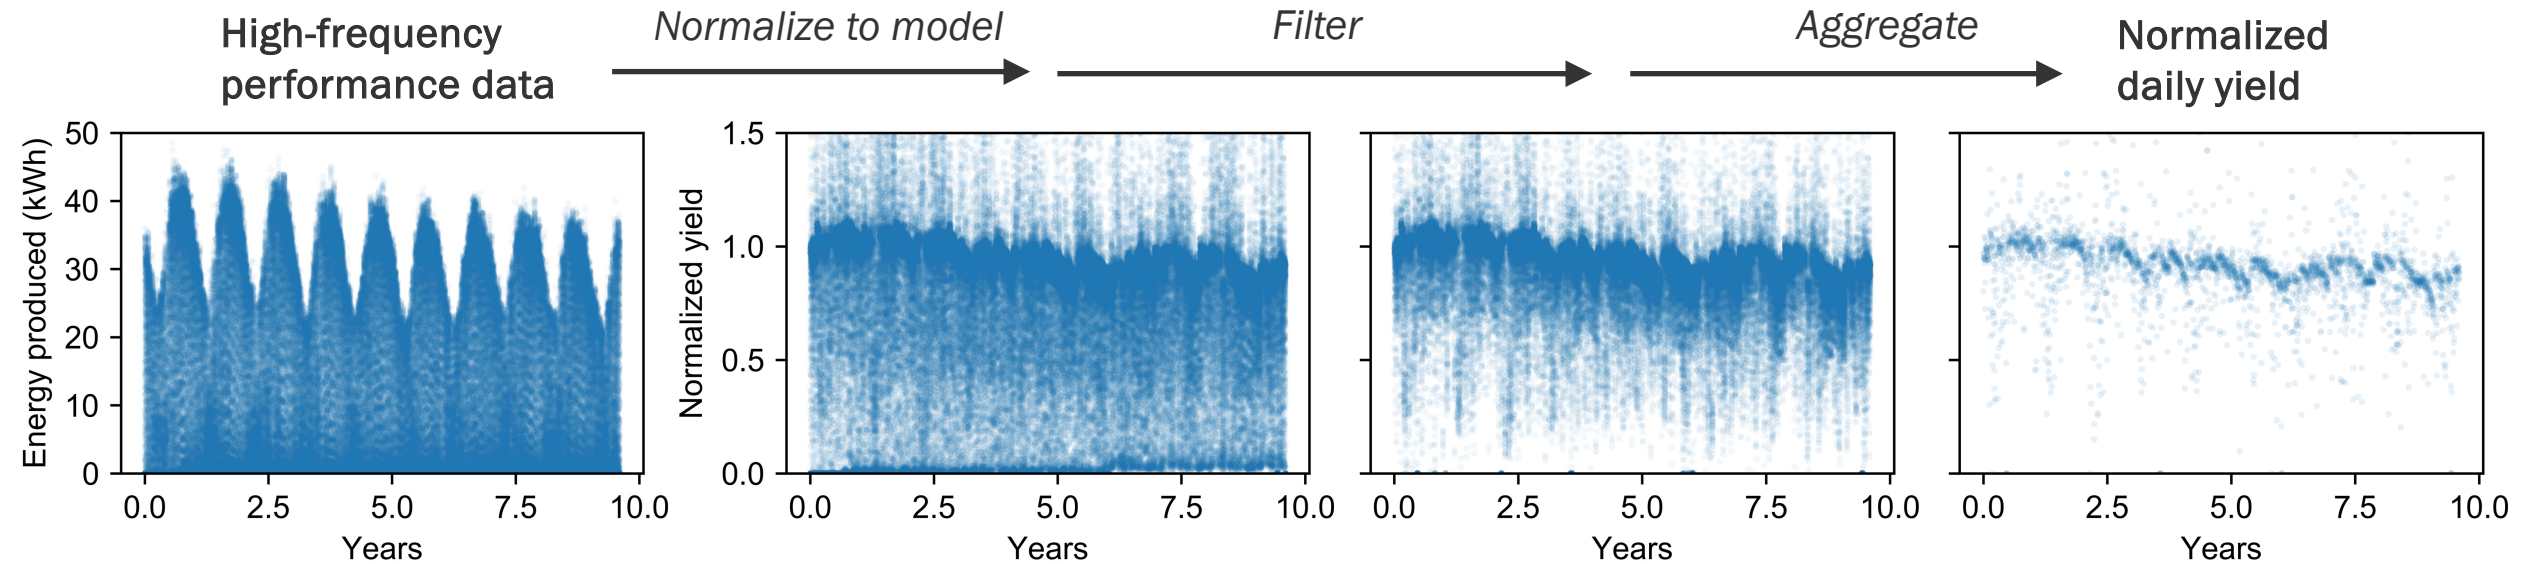 High-frequency
performance data
Normalize to model
Filter
Aggregate
Normalized
daily yield
Energy produced (kWh)
50
40
30
20
10
0
0.0 2.5 5.0 7.5 10.0
Years
Normalized yield
1.5
1.0
0.5
0.0
0.0 2.5 5.0 7.5 10.0
Years
0.0 2.5 5.0 7.5 10.0
Years
0.0 2.5 5.0 7.5 10.0
Years